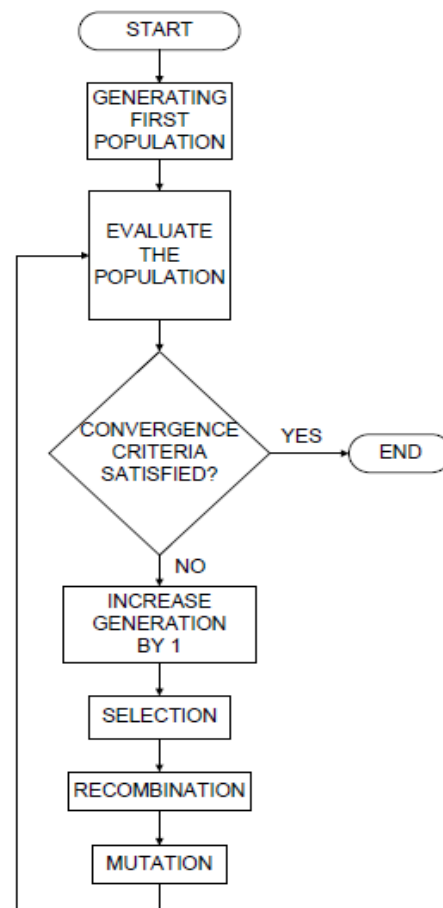 START
GENERATING
FIRST
POPULATION
EVALUATE
THE
POPULATION
CONVERGENCE
CRITERIA
SATISFIED?
YES
END
NO
INCREASE
GENERATION
BY 1
SELECTION
RECOMBINATION
MUTATION